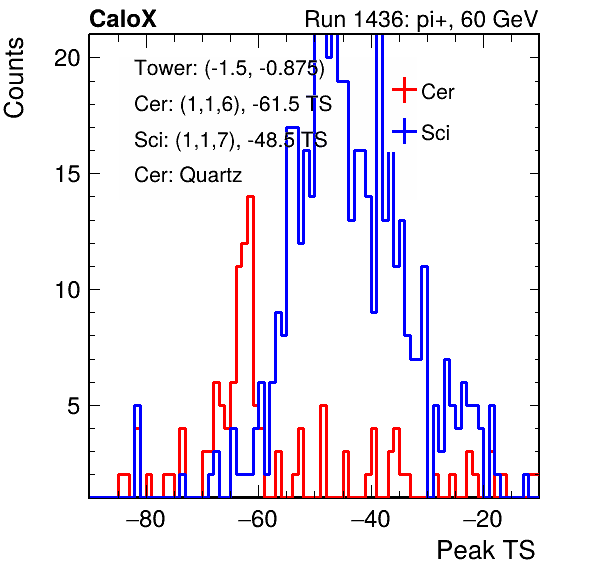 CaloX Run 1436: pi+, 60 GeV
Counts
20
15
10
5
Tower: (-1.5, -0.875)
Cer: (1,1,6), -61.5 TS
Sci: (1,1,7), -48.5 TS
Cer: Quartz
Cer
Sci
−80 −60 −40 −20
Peak TS